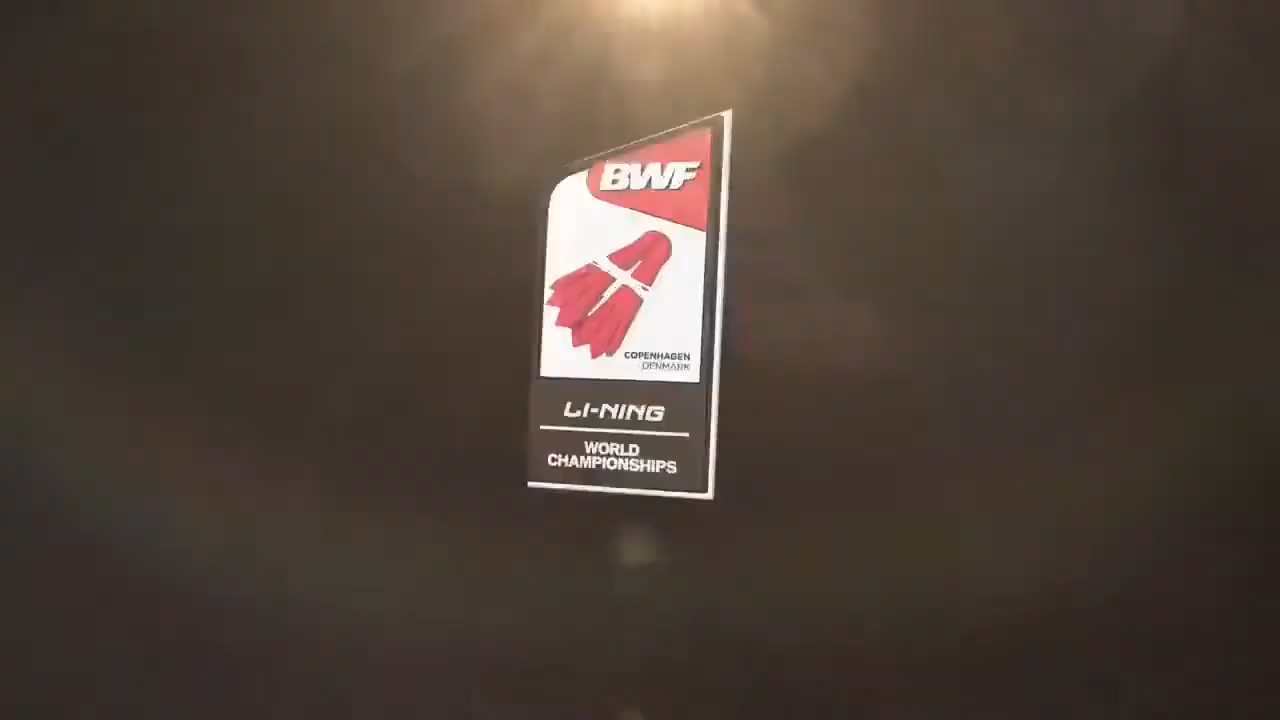 BWF
COPENHAGEN
DENMARK
LI-NING
WORLD
CHAMPIONSHIPS